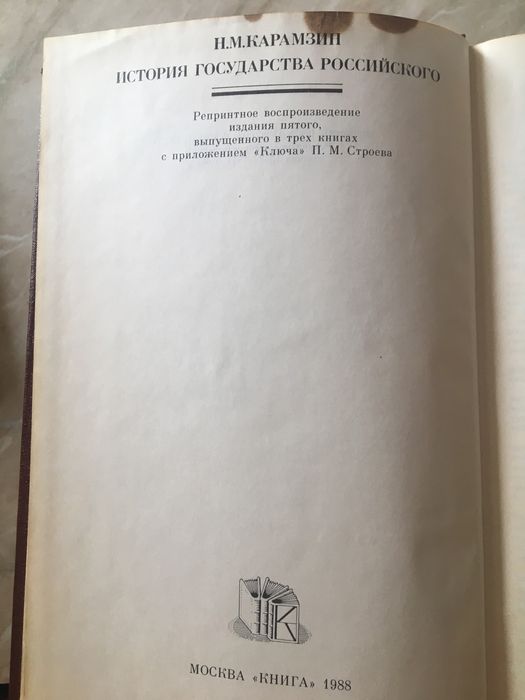 Н.М.КАРАМЗИН
ИСТОРИЯ ГОСУДАРСТВА РОССИЙСКОГО
Репринтное воспроизведение
издания пятого,
выпущенного в трех книгах
с приложением «Ключа» П. М. Строева
К
МОСКВА «КНИГА» 1988